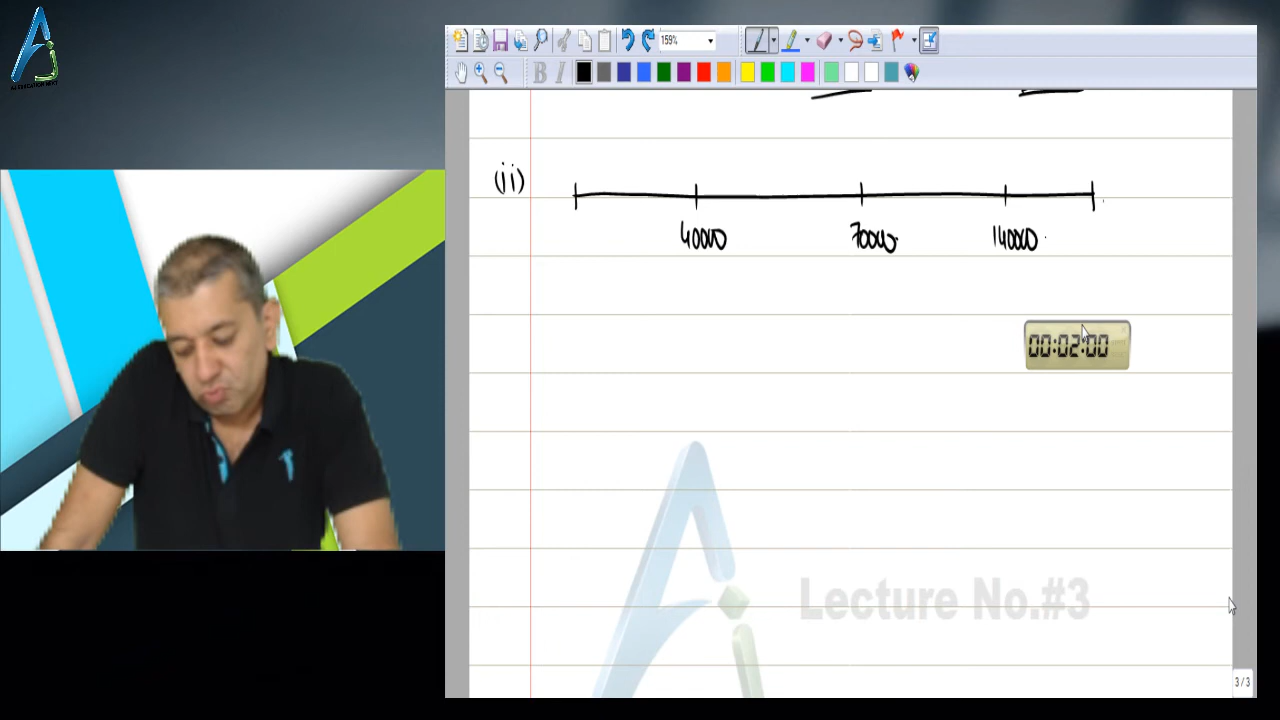 159%
B I
(ii)
40000 70000 140000
00:02:00
Lecture No.#3
3/3